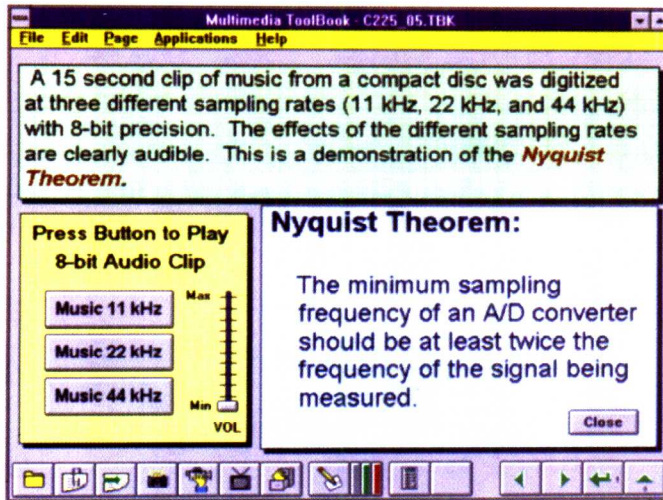 Multimedia ToolBook - C225_05.TBK
File Edit Page Applications Help
A 15 second clip of music from a compact disc was digitized
at three different sampling rates (11 kHz, 22 kHz, and 44 kHz)
with 8-bit precision. The effects of the different sampling rates
are clearly audible. This is a demonstration of the Nyquist
Theorem.
Press Button to Play
8-bit Audio Clip
Music 11 kHz
Music 22 kHz
Music 44 kHz
Max
Min
VOL
Nyquist Theorem:
The minimum sampling
frequency of an A/D converter
should be at least twice the
frequency of the signal being
measured.
Close